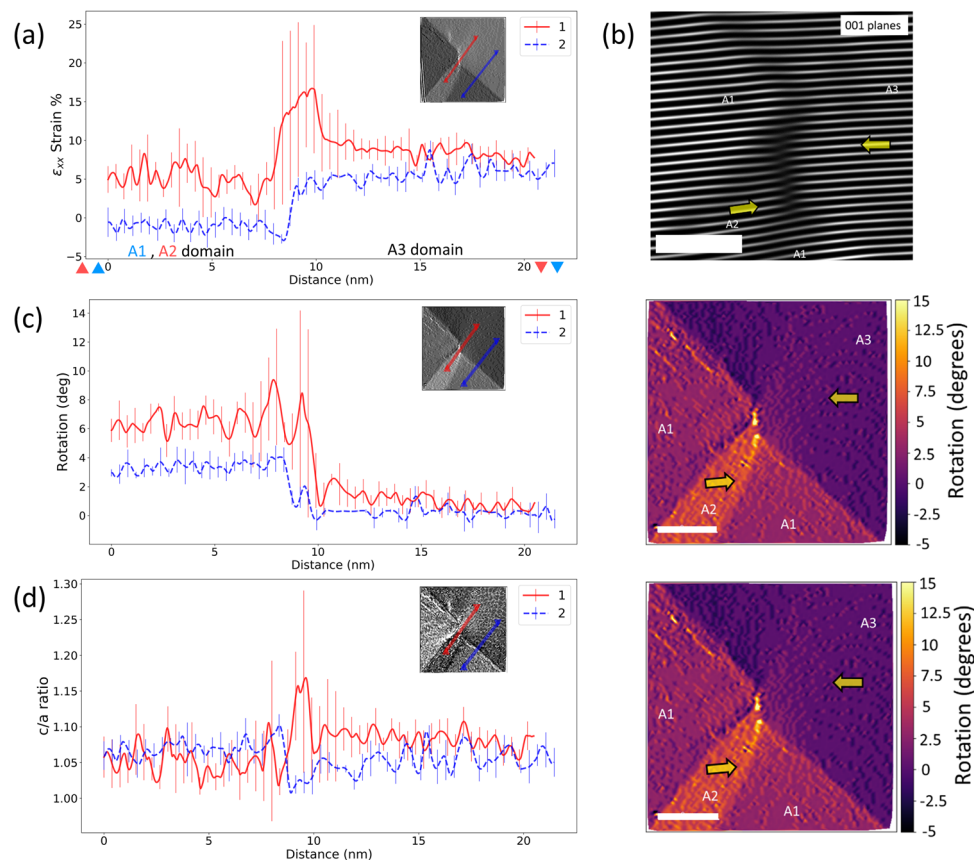 (a)
25
20
15
10
5
0
−5
εxx Strain %
1
2
A1 , A2 domain
A3 domain
0
5
10
15
20
Distance (nm)
(b)
001 planes
A1
A3
A2
A1
(c)
14
12
10
8
6
4
2
0
Rotation (deg)
1
2
0
5
10
15
20
Distance (nm)
A3
A1
A2
A1
15
12.5
10
7.5
5
2.5
0
-2.5
-5
Rotation (degrees)
(d)
1.30
1.25
1.20
1.15
1.10
1.05
1.00
c/a ratio
1
2
0
5
10
15
20
Distance (nm)
A3
A1
A2
A1
15
12.5
10
7.5
5
2.5
0
-2.5
-5
Rotation (degrees)